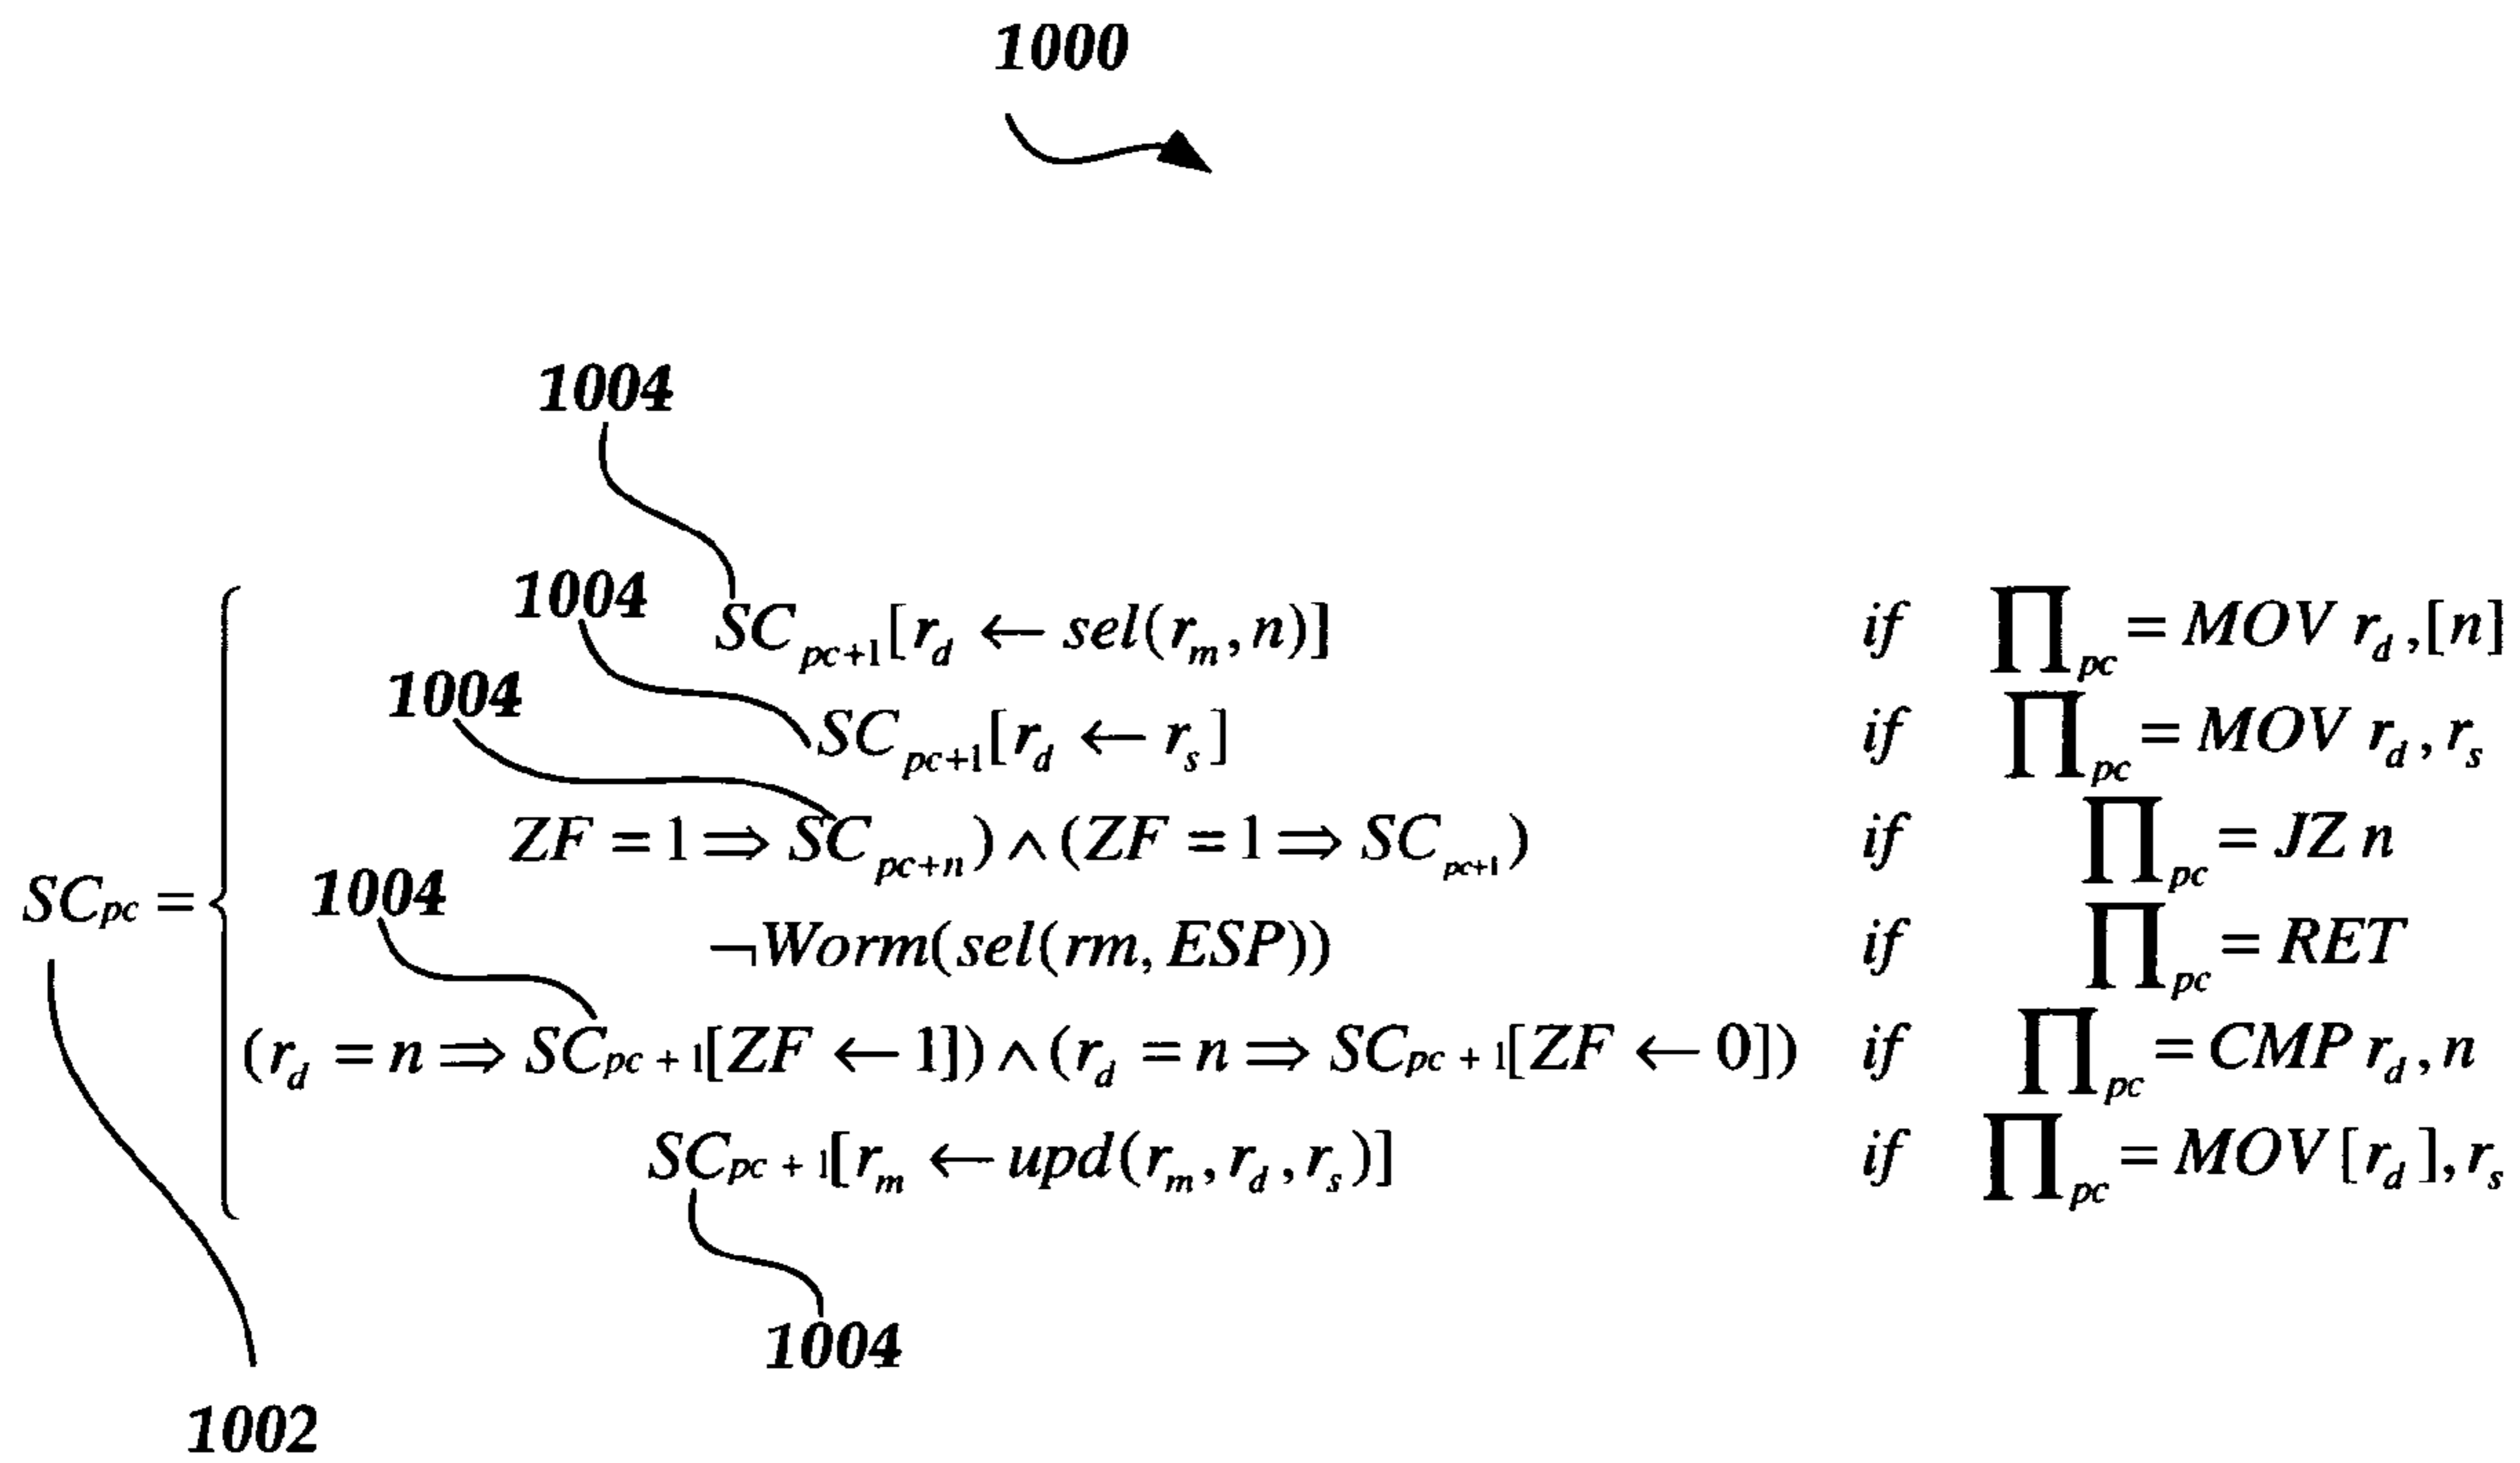 1000
1004
1004 SC_{pc+1}[r_d ← sel(r_m, n)] if ∏_{pc} = MOV r_d, [n]
1004 SC_{pc+1}[r_d ← r_s] if ∏_{pc} = MOV r_d, r_s
ZF = 1 ⇒ SC_{pc+n}) ∧ (ZF = 1 ⇒ SC_{pc+1}) if ∏_{pc} = JZ n
SC_{pc} = {
1004 ¬Worm(sel(rm, ESP)) if ∏_{pc} = RET
(r_d = n ⇒ SC_{pc + 1}[ZF ← 1]) ∧ (r_d = n ⇒ SC_{pc + 1}[ZF ← 0]) if ∏_{pc} = CMP r_d, n
SC_{pc + 1}[r_m ← upd(r_m, r_d, r_s)] if ∏_{pc} = MOV [r_d], r_s
1004
1002